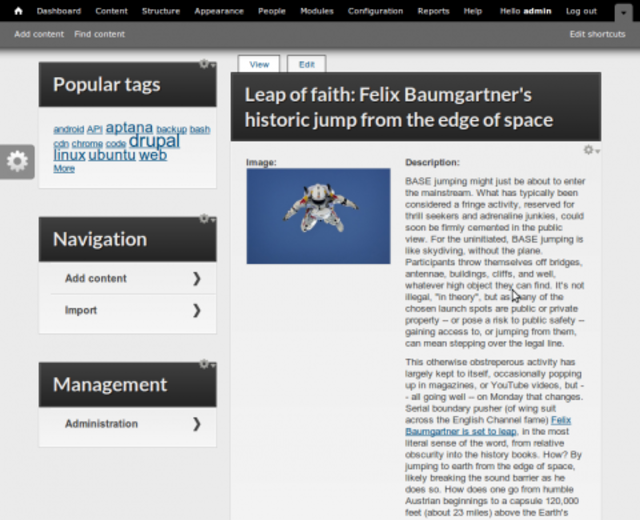 Dashboard Content Structure Appearance People Modules Configuration Reports Help Hello admin Log out
Add content Find content Edit shortcuts
Popular tags
android API aptana backup bash
cdn chrome code drupal
linux ubuntu web
More
Navigation
Add content
Import
Management
Administration
View Edit
Leap of faith: Felix Baumgartner's
historic jump from the edge of space
Image:
Description:
BASE jumping might just be about to enter
the mainstream. What has typically been
considered a fringe activity, reserved for
thrill seekers and adrenaline junkies, could
soon be firmly cemented in the public
view. For the uninitiated, BASE jumping is
like skydiving, without the plane.
Participants throw themselves off bridges,
antennae, buildings, cliffs, and well,
whatever high object they can find. It's not
illegal, "in theory", but as many of the
chosen launch spots are public or private
property -- or pose a risk to public safety --
gaining access to, or jumping from them,
can mean stepping over the legal line.
This otherwise obstreperous activity has
largely kept to itself, occasionally popping
up in magazines, or YouTube videos, but -
- all going well -- on Monday that changes.
Serial boundary pusher (of wing suit
across the English Channel fame) Felix
Baumgartner is set to leap, in the most
literal sense of the word, from relative
obscurity into the history books. How? By
jumping to earth from the edge of space,
likely breaking the sound barrier as he
does so. How does one go from humble
Austrian beginnings to a capsule 120,000
feet (about 23 miles) above the Earth's